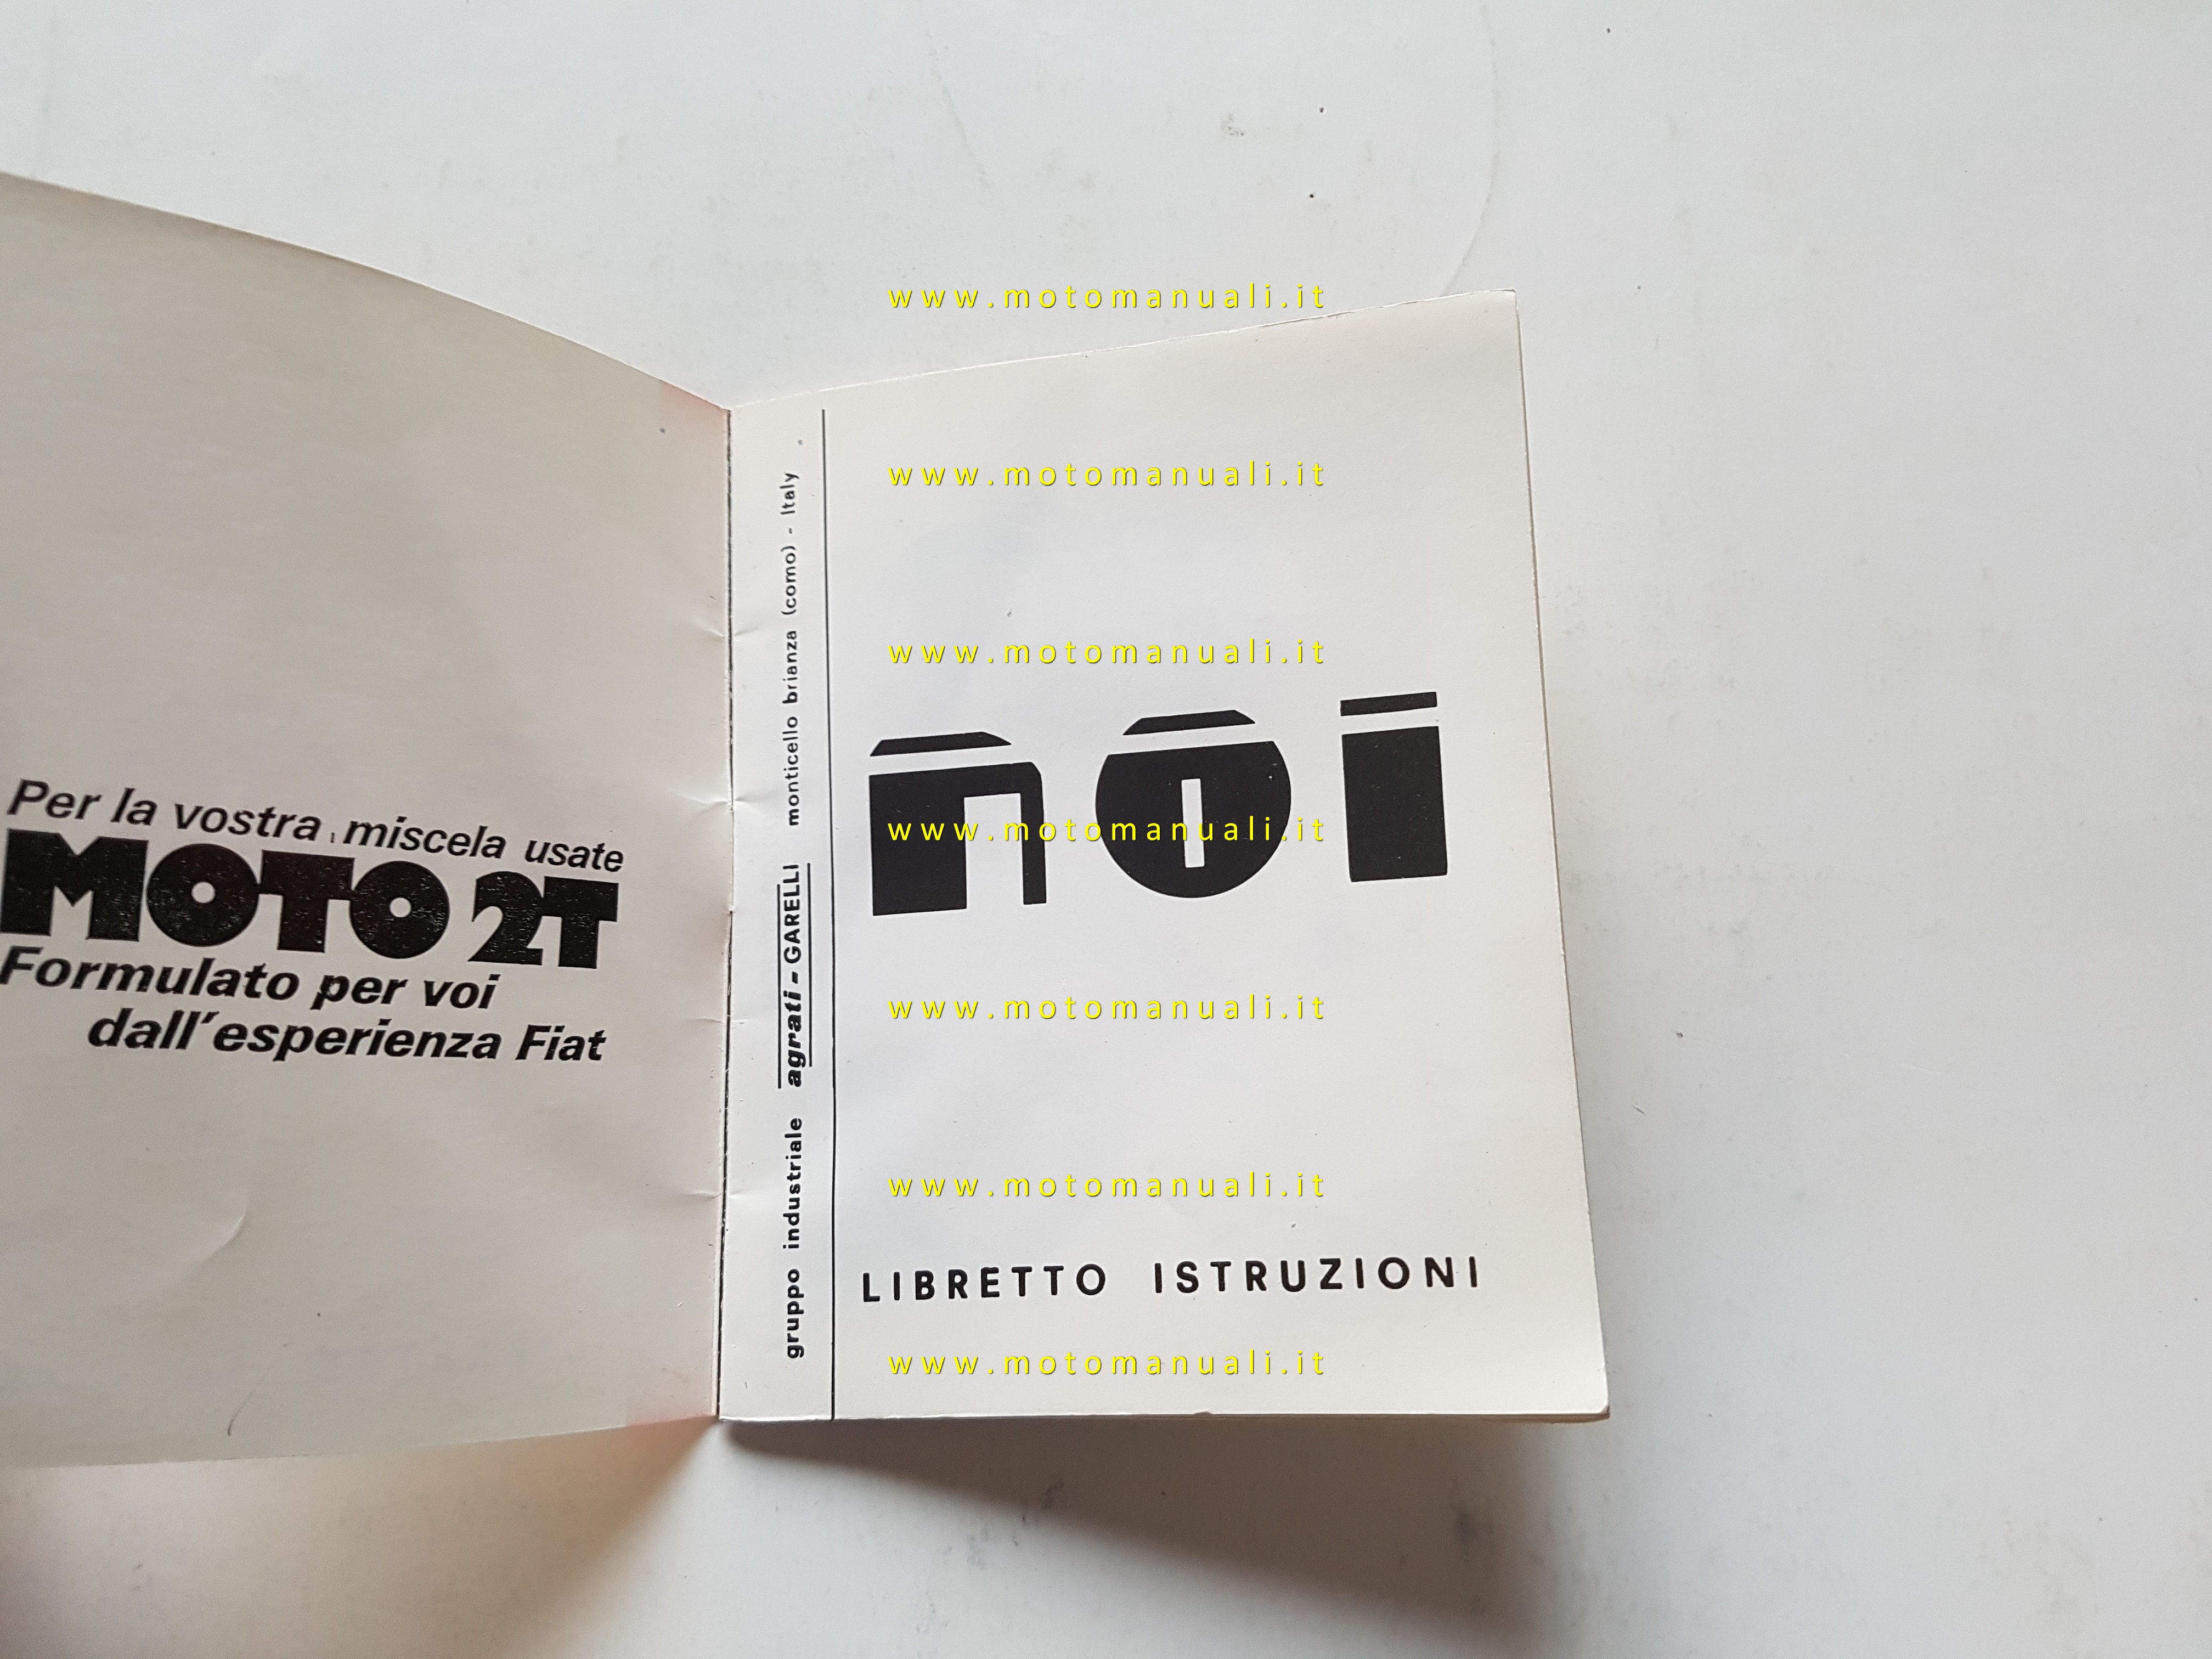 Per la vostra miscela usate
MOTO 2T
Formulato per voi
dall'esperienza Fiat
gruppo industriale agrati - GARELLI monticello brianza (como) - Italy
noi
LIBRETTO ISTRUZIONI
www.motomanuali.it
www.motomanuali.it
www.motomanuali.it
www.motomanuali.it
www.motomanuali.it
www.motomanuali.it
www.motomanuali.it